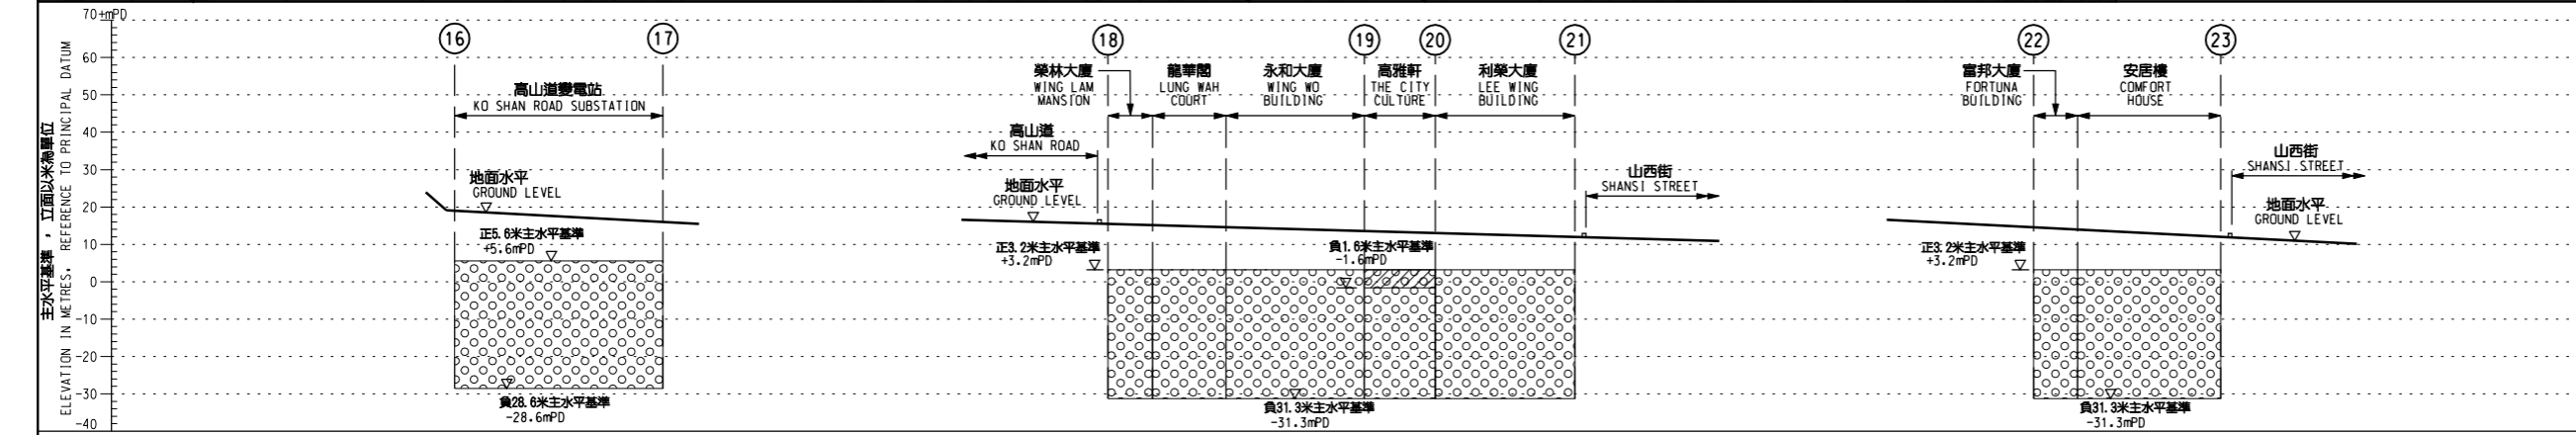 70+mPD
60
50
40
30
20
10
0
-10
-20
-30
-40
主水平基準 , 立面以米為單位
ELEVATION IN METRES. REFERENCE TO PRINCIPAL DATUM
16
17
高山道變電站
KO SHAN ROAD SUBSTATION
地面水平
GROUND LEVEL
正5.6米主水平基準
+5.6mPD
負28.6米主水平基準
-28.6mPD
18
19
20
21
榮林大廈
WING LAM
MANSION
龍華閣
LUNG WAH
COURT
永和大廈
WING WO
BUILDING
高雅軒
THE CITY
CULTURE
利榮大廈
LEE WING
BUILDING
高山道
KO SHAN ROAD
地面水平
GROUND LEVEL
山西街
SHANSI STREET
正3.2米主水平基準
+3.2mPD
負1.6米主水平基準
-1.6mPD
負31.3米主水平基準
-31.3mPD
22
23
富邦大廈
FORTUNA
BUILDING
安居樓
COMFORT
HOUSE
山西街
SHANSI STREET
地面水平
GROUND LEVEL
正3.2米主水平基準
+3.2mPD
負31.3米主水平基準
-31.3mPD